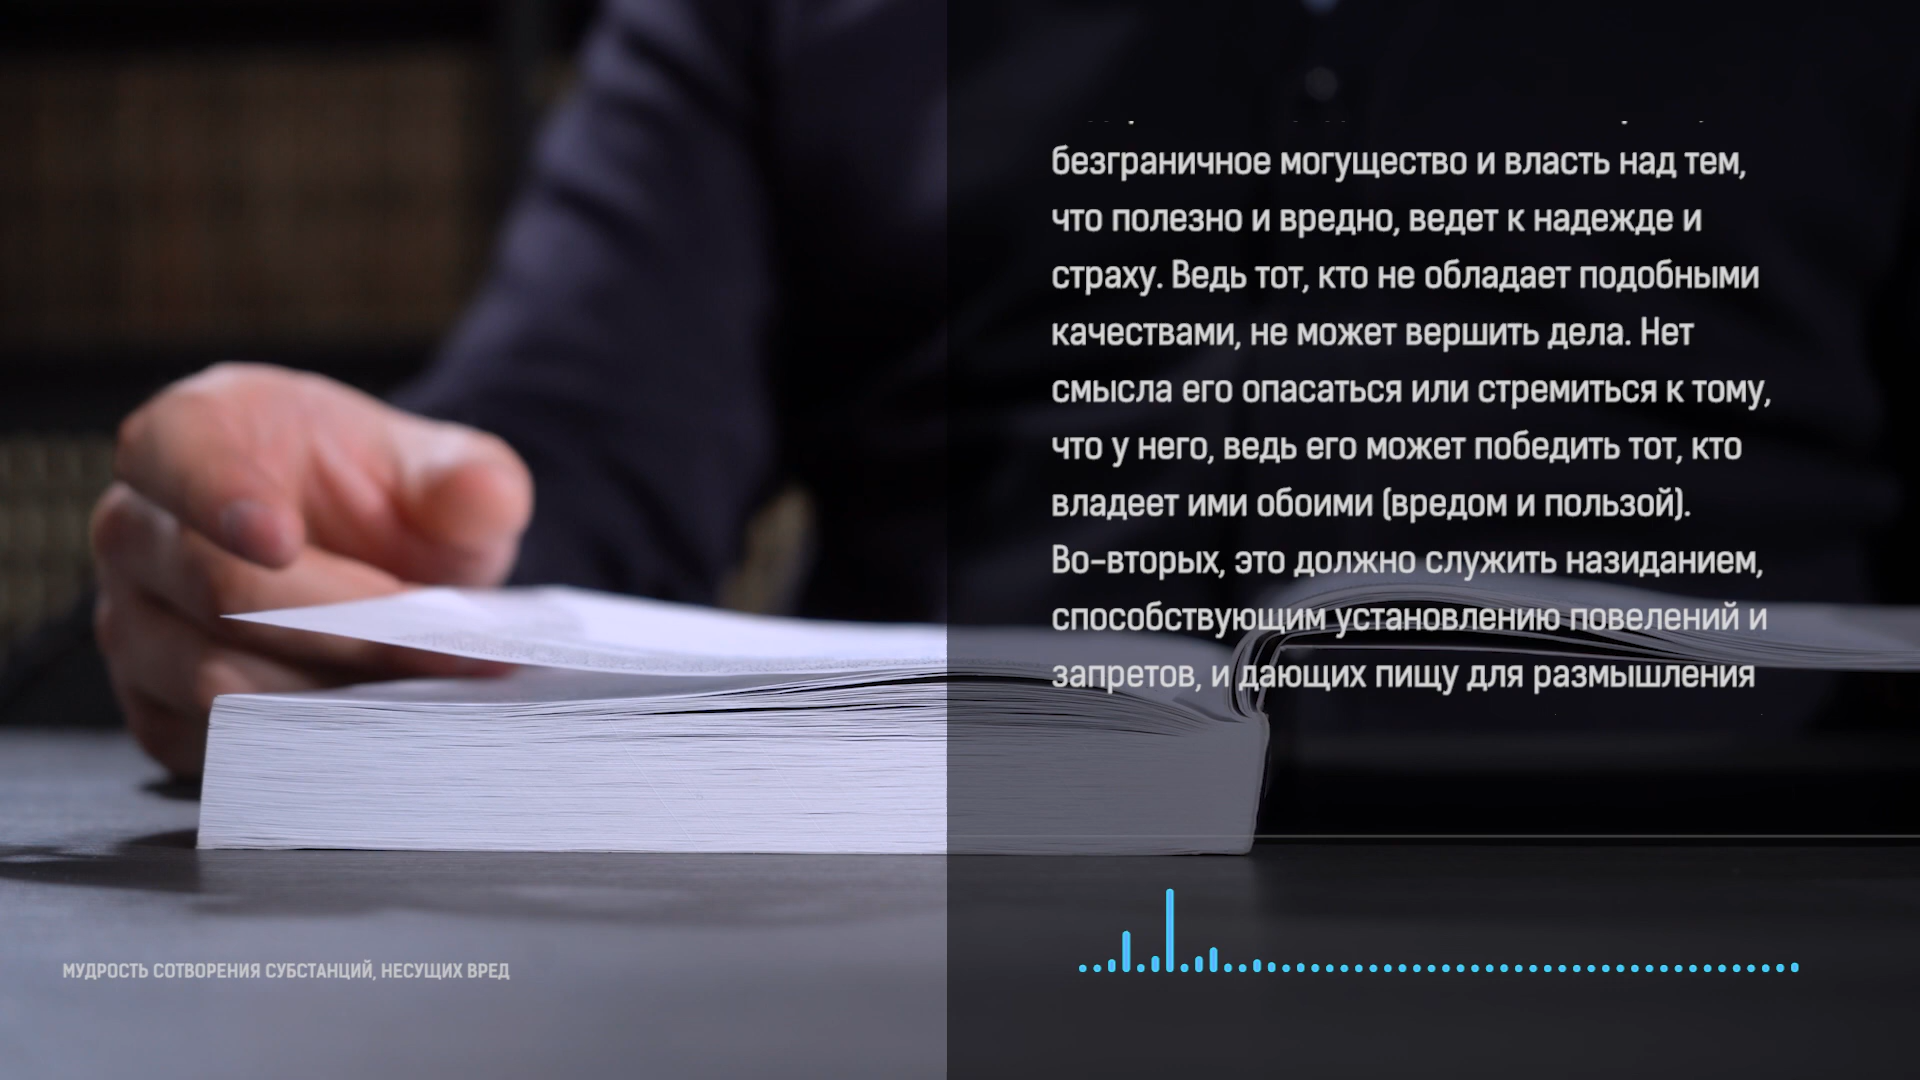 безграничное могущество и власть над тем,
что полезно и вредно, ведет к надежде и
страху. Ведь тот, кто не обладает подобными
качествами, не может вершить дела. Нет
смысла его опасаться или стремиться к тому,
что у него, ведь его может победить тот, кто
владеет ими обоими (вредом и пользой).
Во-вторых, это должно служить назиданием,
способствующим установлению повелений и
запретов, и дающих пищу для размышления
МУДРОСТЬ СОТВОРЕНИЯ СУБСТАНЦИЙ, НЕСУЩИХ ВРЕД